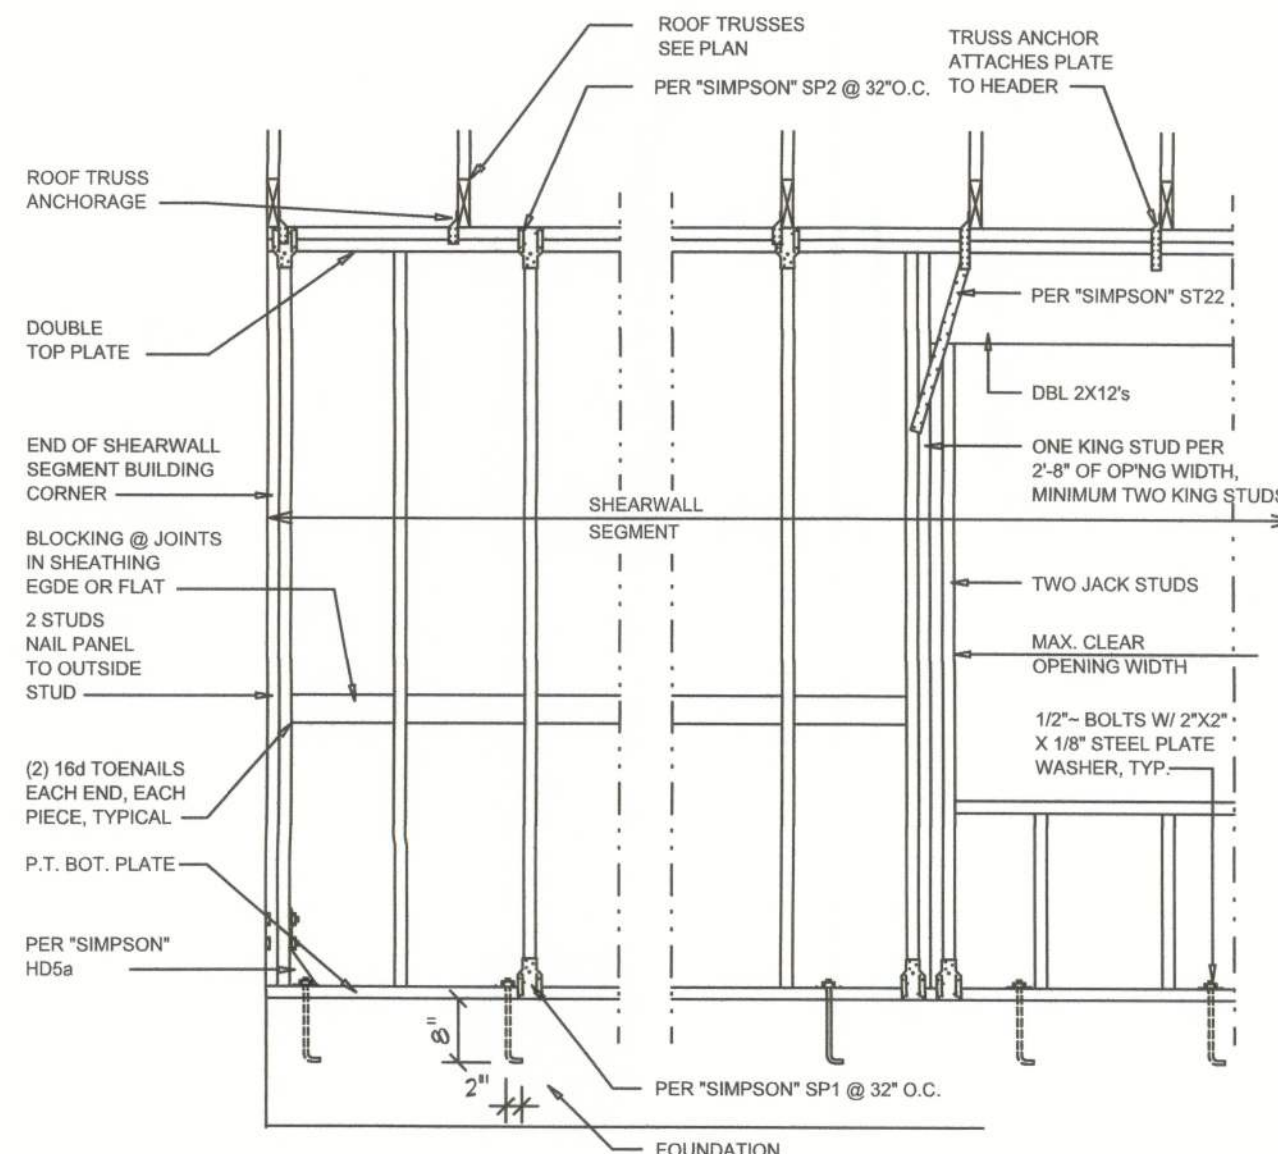 ROOF TRUSSES
SEE PLAN
PER "SIMPSON" SP2 @ 32"O.C.
TRUSS ANCHOR
ATTACHES PLATE
TO HEADER
ROOF TRUSS
ANCHORAGE
PER "SIMPSON" ST22
DOUBLE
TOP PLATE
DBL 2X12's
END OF SHEARWALL
SEGMENT BUILDING
CORNER
ONE KING STUD PER
2'-8" OF OP'NG WIDTH,
MINIMUM TWO KING STUDS
SHEARWALL
SEGMENT
BLOCKING @ JOINTS
IN SHEATHING
EGDE OR FLAT
TWO JACK STUDS
2 STUDS
NAIL PANEL
TO OUTSIDE
STUD
MAX. CLEAR
OPENING WIDTH
1/2"~ BOLTS W/ 2"X2"
X 1/8" STEEL PLATE
WASHER, TYP.
(2) 16d TOENAILS
EACH END, EACH
PIECE, TYPICAL
P.T. BOT. PLATE
PER "SIMPSON"
HD5a
8"
2"'
PER "SIMPSON" SP1 @ 32" O.C.
FOUNDATION